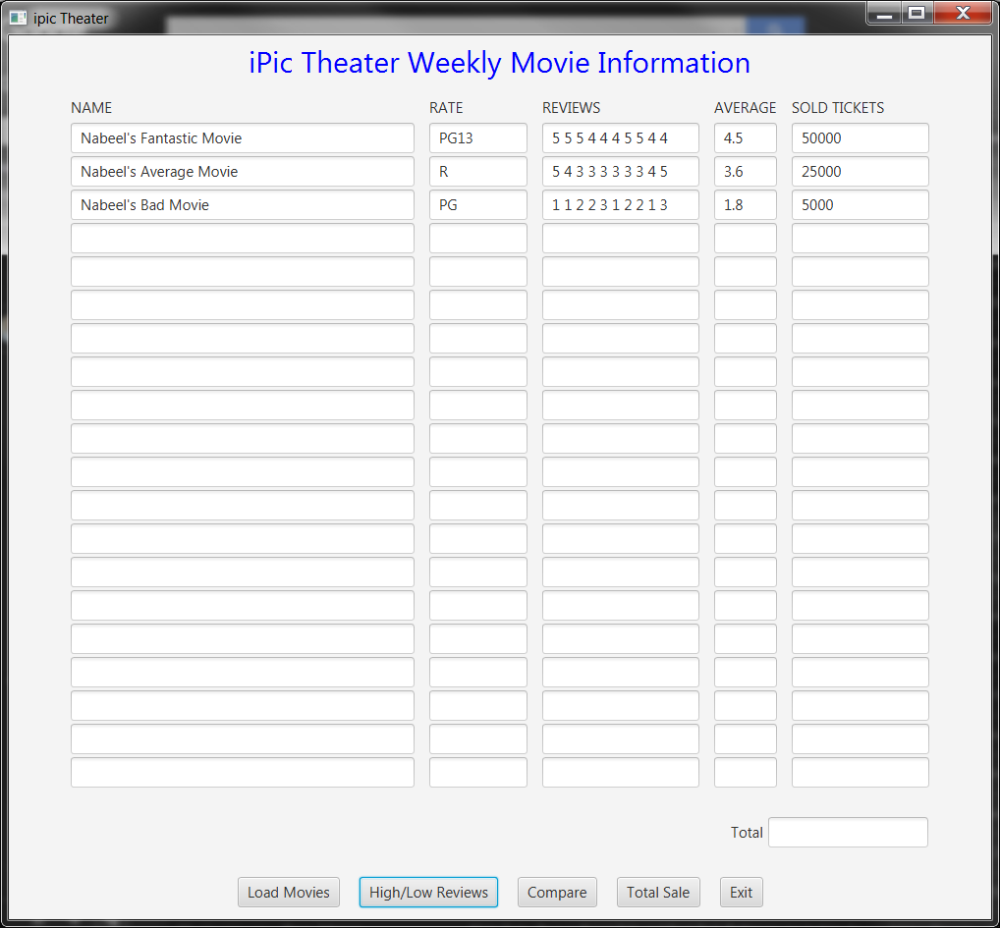 ipic Theater
iPic Theater Weekly Movie Information
NAME RATE REVIEWS AVERAGE SOLD TICKETS
Nabeel's Fantastic Movie PG13 5 5 5 4 4 4 5 5 4 4 4.5 50000
Nabeel's Average Movie R 5 4 3 3 3 3 3 3 4 5 3.6 25000
Nabeel's Bad Movie PG 1 1 2 2 3 1 2 2 1 3 1.8 5000
Total
Load Movies High/Low Reviews Compare Total Sale Exit